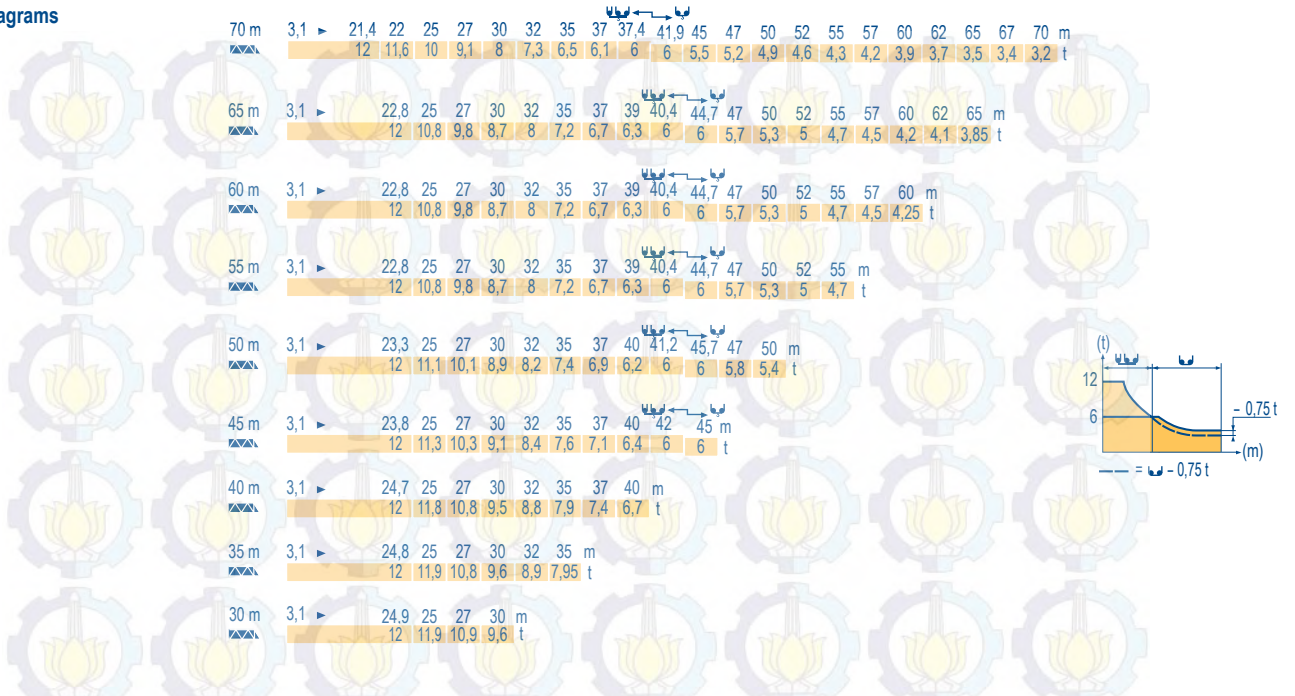 agrams
70 m 3,1 ► 21,4 22 25 27 30 32 35 37 37,4 41,9 45 47 50 52 55 57 60 62 65 67 70 m
12 11,6 10 9,1 8 7,3 6,5 6,1 6 6 5,5 5,2 4,9 4,6 4,3 4,2 3,9 3,7 3,5 3,4 3,2 t
65 m 3,1 ► 22,8 25 27 30 32 35 37 39 40,4 44,7 47 50 52 55 57 60 62 65 m
12 10,8 9,8 8,7 8 7,2 6,7 6,3 6 6 5,7 5,3 5 4,7 4,5 4,2 4,1 3,85 t
60 m 3,1 ► 22,8 25 27 30 32 35 37 39 40,4 44,7 47 50 52 55 57 60 m
12 10,8 9,8 8,7 8 7,2 6,7 6,3 6 6 5,7 5,3 5 4,7 4,5 4,25 t
55 m 3,1 ► 22,8 25 27 30 32 35 37 39 40,4 44,7 47 50 52 55 m
12 10,8 9,8 8,7 8 7,2 6,7 6,3 6 6 5,7 5,3 5 4,7 t
50 m 3,1 ► 23,3 25 27 30 32 35 37 40 41,2 45,7 47 50 m
12 11,1 10,1 8,9 8,2 7,4 6,9 6,2 6 6 5,8 5,4 t
45 m 3,1 ► 23,8 25 27 30 32 35 37 40 42 45 m
12 11,3 10,3 9,1 8,4 7,6 7,1 6,4 6 6 t
40 m 3,1 ► 24,7 25 27 30 32 35 37 40 m
12 11,8 10,8 9,5 8,8 7,9 7,4 6,7 t
35 m 3,1 ► 24,8 25 27 30 32 35 m
12 11,9 10,8 9,6 8,9 7,95 t
30 m 3,1 ► 24,9 25 27 30 m
12 11,9 10,9 9,6 t
(t)
12
6
– 0,75 t
(m)
= – 0,75 t